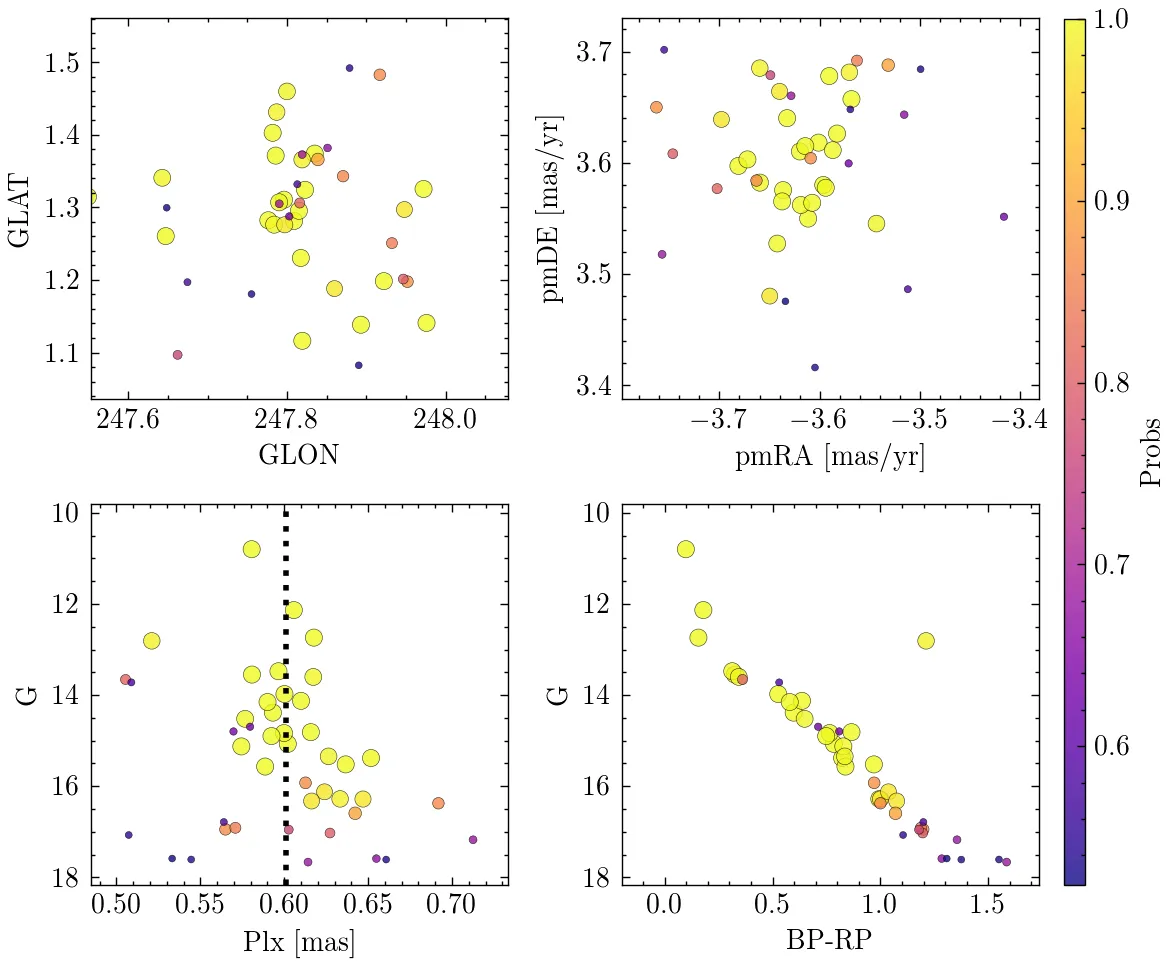 1.5
1.4
1.3
1.2
1.1
GLAT
247.6 247.8 248.0
GLON
3.7
3.6
3.5
3.4
pmDE [mas/yr]
−3.7 −3.6 −3.5 −3.4
pmRA [mas/yr]
10
12
14
16
18
G
0.50 0.55 0.60 0.65 0.70
Plx [mas]
10
12
14
16
18
G
0.0 0.5 1.0 1.5
BP-RP
1.0
0.9
0.8
0.7
0.6
Probs